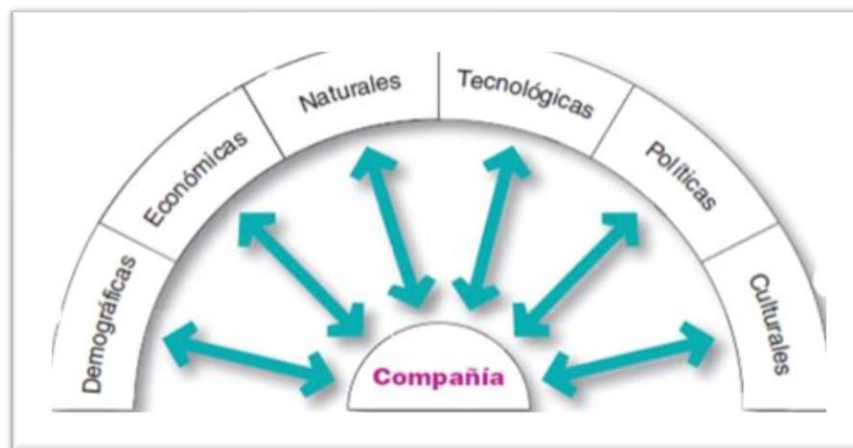 Demográficas
Económicas
Naturales
Tecnológicas
Políticas
Culturales
Compañía